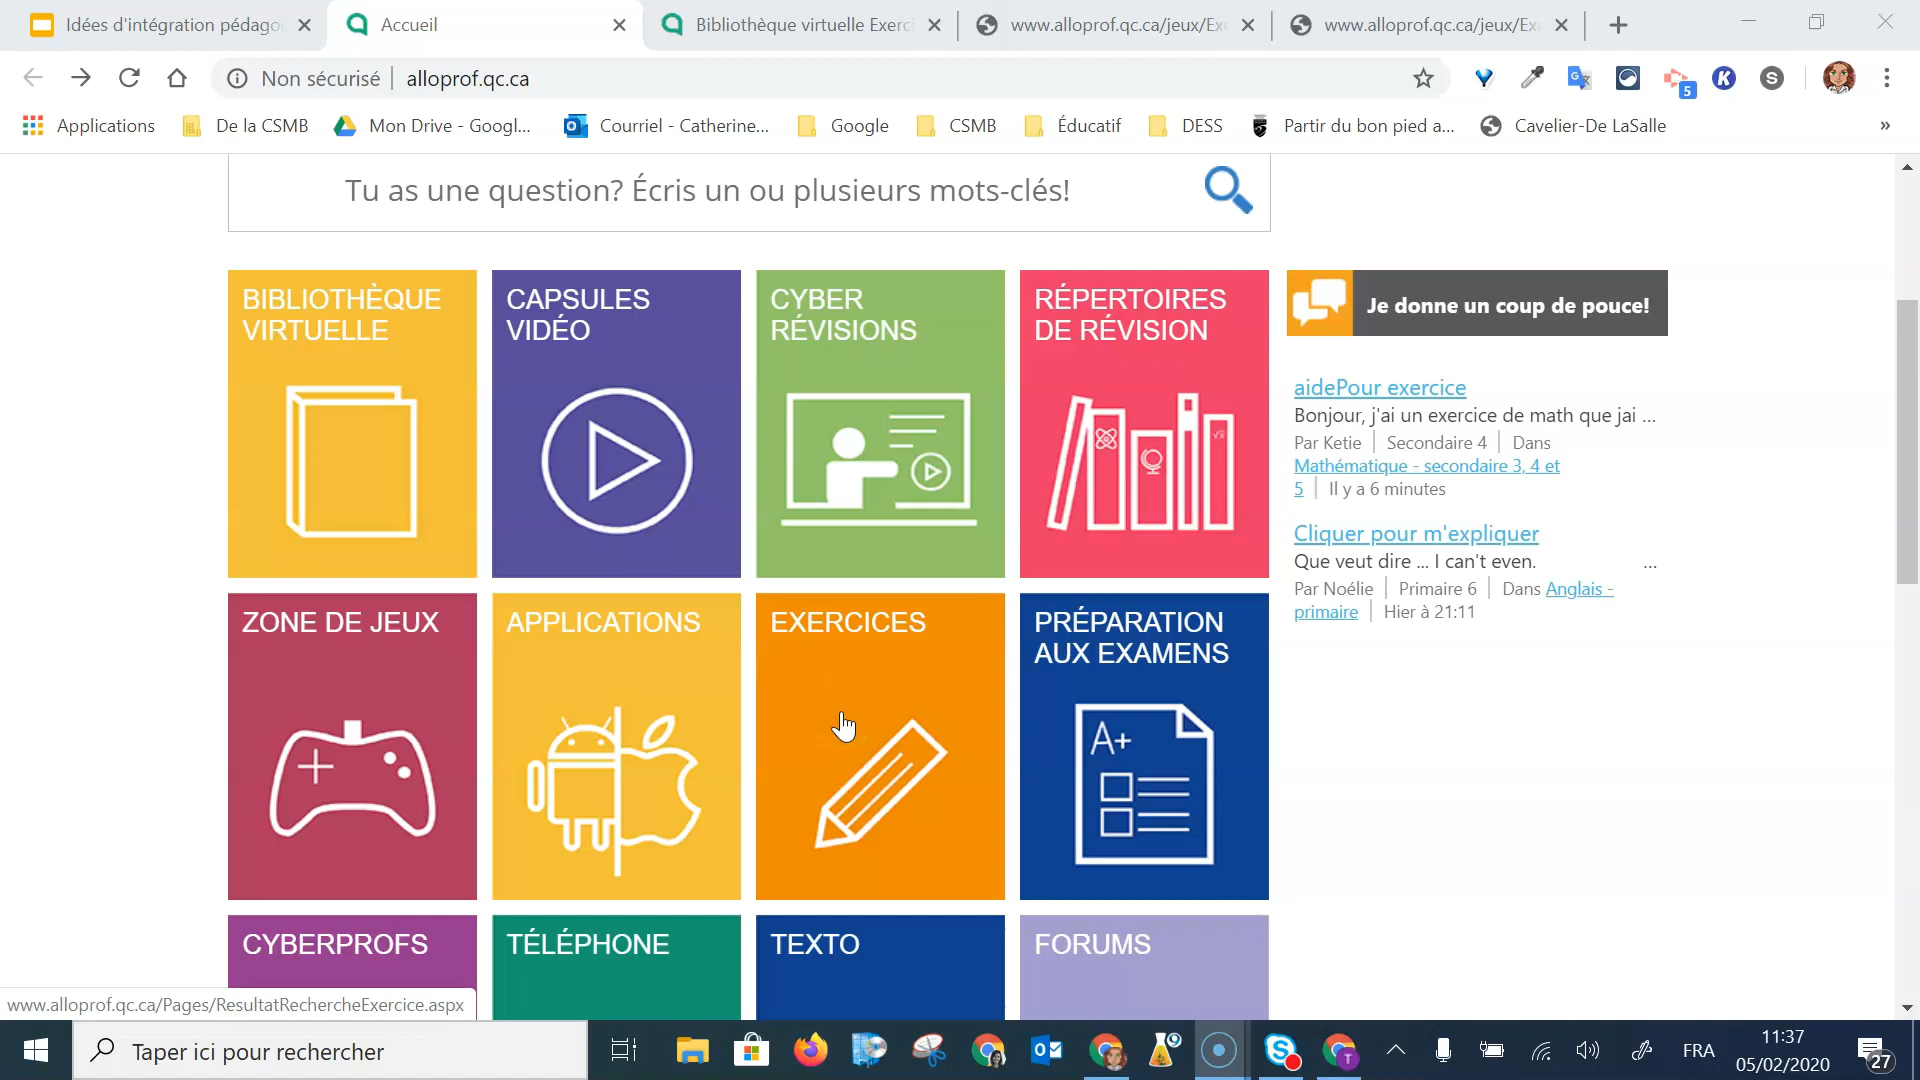 Idées d'intégration pédago
Accueil
Bibliothèque virtuelle Exerc
www.alloprof.qc.ca/jeux/Ex
www.alloprof.qc.ca/jeux/Ex
Non sécurisé
alloprof.qc.ca
5
K
S
Applications
De la CSMB
Mon Drive - Googl...
Courriel - Catherine...
Google
CSMB
Éducatif
DESS
Partir du bon pied a...
Cavelier-De LaSalle
»
Tu as une question? Écris un ou plusieurs mots-clés!
BIBLIOTHÈQUE
VIRTUELLE
CAPSULES
VIDÉO
CYBER
RÉVISIONS
RÉPERTOIRES
DE RÉVISION
Je donne un coup de pouce!
aidePour exercice
Bonjour, j'ai un exercice de math que jai ...
Par Ketie | Secondaire 4 | Dans
Mathématique - secondaire 3, 4 et
5 | Il y a 6 minutes
Cliquer pour m'expliquer
Que veut dire ... I can't even. ...
Par Noélie | Primaire 6 | Dans Anglais -
primaire | Hier à 21:11
ZONE DE JEUX
APPLICATIONS
EXERCICES
PRÉPARATION
AUX EXAMENS
A+
CYBERPROFS
TÉLÉPHONE
TEXTO
FORUMS
www.alloprof.qc.ca/Pages/ResultatRechercheExercice.aspx
Taper ici pour rechercher
T
FRA
11:37
05/02/2020
27